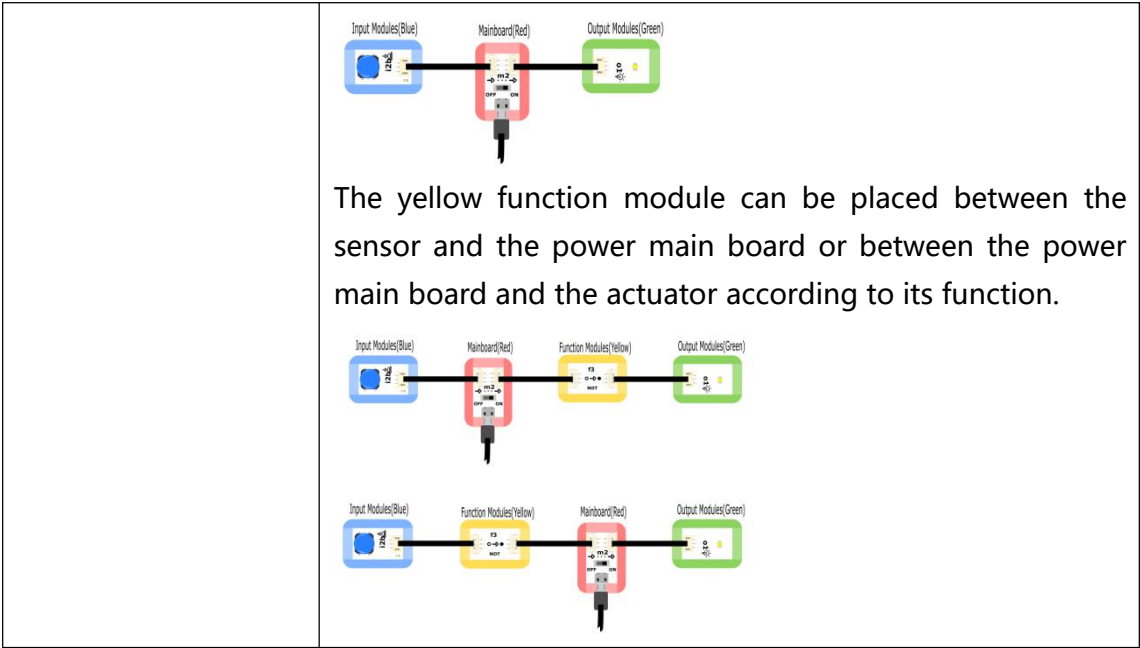 Input Modules(Blue) Mainboard(Red) Output Modules(Green)
i2b m2 o1
OFF ON
The yellow function module can be placed between the
sensor and the power main board or between the power
main board and the actuator according to its function.
Input Modules(Blue) Mainboard(Red) Function Modules(Yellow) Output Modules(Green)
i2b m2 f3 o1
OFF ON NOT
Input Modules(Blue) Function Modules(Yellow) Mainboard(Red) Output Modules(Green)
i2b f3 m2 o1
NOT OFF ON